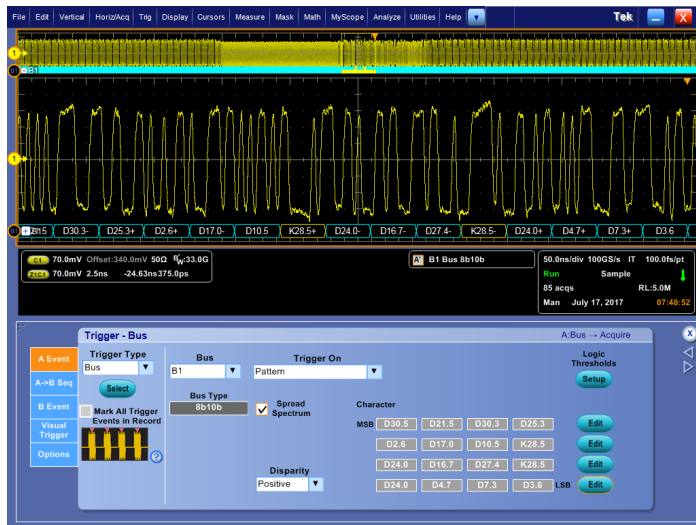 File Edit Vertical Horiz/Acq Trig Display Cursors Measure Mask Math MyScope Analyze Utilities Help Tek X
1
B1 B1
1
B1 D30.3- D25.3+ D2.6+ D17.0- D10.5 K28.5+ D24.0- D16.7- D27.4- K28.5- D24.0+ D4.7+ D7.3+ D3.6
C1 70.0mV Offset:340.0mV 50Ω BW:33.0G
Z1C1 70.0mV 2.5ns -24.63ns375.0ps
A' B1 Bus 8b10b
50.0ns/div 100GS/s IT 100.0fs/pt
Run Sample
85 acqs RL:5.0M
Man July 17, 2017 07:48:52
Trigger - Bus A:Bus → Acquire X
A Event
A->B Seq
B Event
Visual
Trigger
Options
Trigger Type
Bus
Select
Mark All Trigger
Events in Record
?
Bus
B1
Bus Type
8b10b
Trigger On
Pattern
Spread
Spectrum
Disparity
Positive
Character
MSB D30.5 D21.5 D30.3 D25.3
D2.6 D17.0 D10.5 K28.5
D24.0 D16.7 D27.4 K28.5
D24.0 D4.7 D7.3 D3.6 LSB
Logic
Thresholds
Setup
Edit
Edit
Edit
Edit